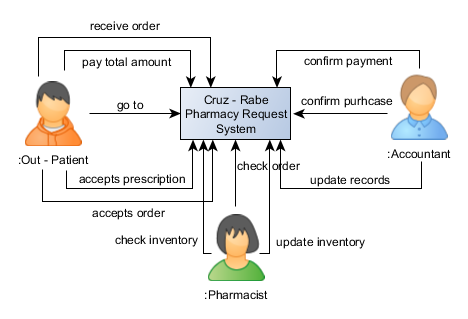 receive order
pay total amount
confirm payment
go to
Cruz - Rabe
Pharmacy Request
System
confirm purhcase
:Out - Patient
:Accountant
check order
accepts prescription
update records
accepts order
check inventory
update inventory
:Pharmacist